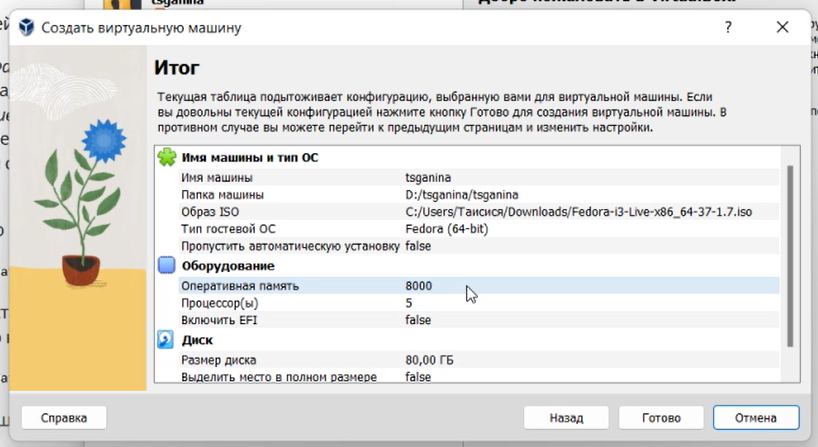 tsganina
Создать виртуальную машину
?
Итог
Текущая таблица подытоживает конфигурацию, выбранную вами для виртуальной машины. Если
вы довольны текущей конфигурацией нажмите кнопку Готово для создания виртуальной машины. В
противном случае вы можете перейти к предыдущим страницам и изменить настройки.
Имя машины и тип ОС
Имя машины tsganina
Папка машины D:/tsganina/tsganina
Образ ISO C:/Users/Таисися/Downloads/Fedora-i3-Live-x86_64-37-1.7.iso
Тип гостевой ОС Fedora (64-bit)
Пропустить автоматическую установку false
Оборудование
Оперативная память 8000
Процессор(ы) 5
Включить EFI false
Диск
Размер диска 80,00 ГБ
Выделить место в полном размере false
Справка Назад Готово Отмена